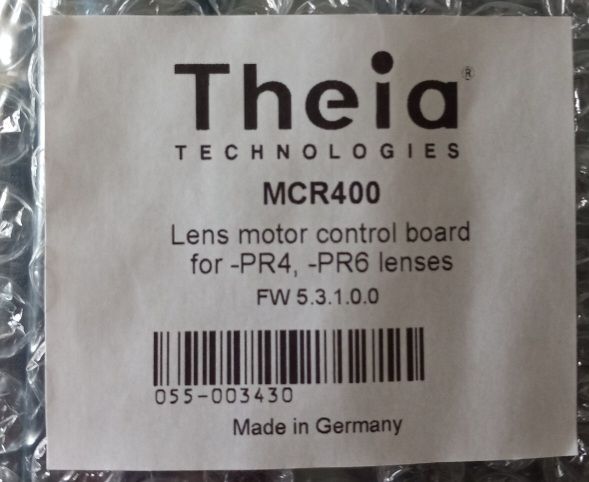 Theia®
TECHNOLOGIES
MCR400
Lens motor control board
for -PR4, -PR6 lenses
FW 5.3.1.0.0
055-003430
Made in Germany